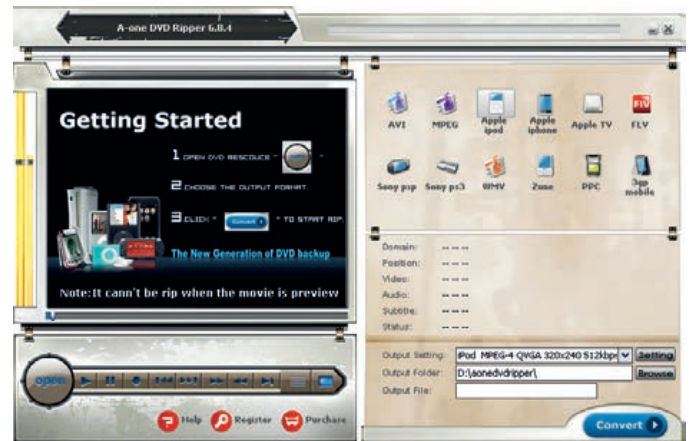 A-one DVD Ripper 6.8.4
Getting Started
1 OPEN DVD RESOUCE " "
2 CHOOSE THE OUTPUT FORMAT.
3 CLICK " Convert " TO START RIP.
The New Generation of DVD backup
Note:It cann't be rip when the movie is preview
open
Help Register Purchase
AVI MPEG Apple ipod Apple iphone Apple TV FLV
Sony psp Sony ps3 WMV Zune PPC 3gp mobile
Domain: -- -- --
Position: -- -- --
Video: -- -- --
Audio: -- -- --
Subtitle: -- -- --
Status: -- -- --
Output Setting: iPod MPEG-4 QVGA 320x240 512kbps Setting
Output Folder: D:\aonedvdripper\ Browse
Output File:
Convert